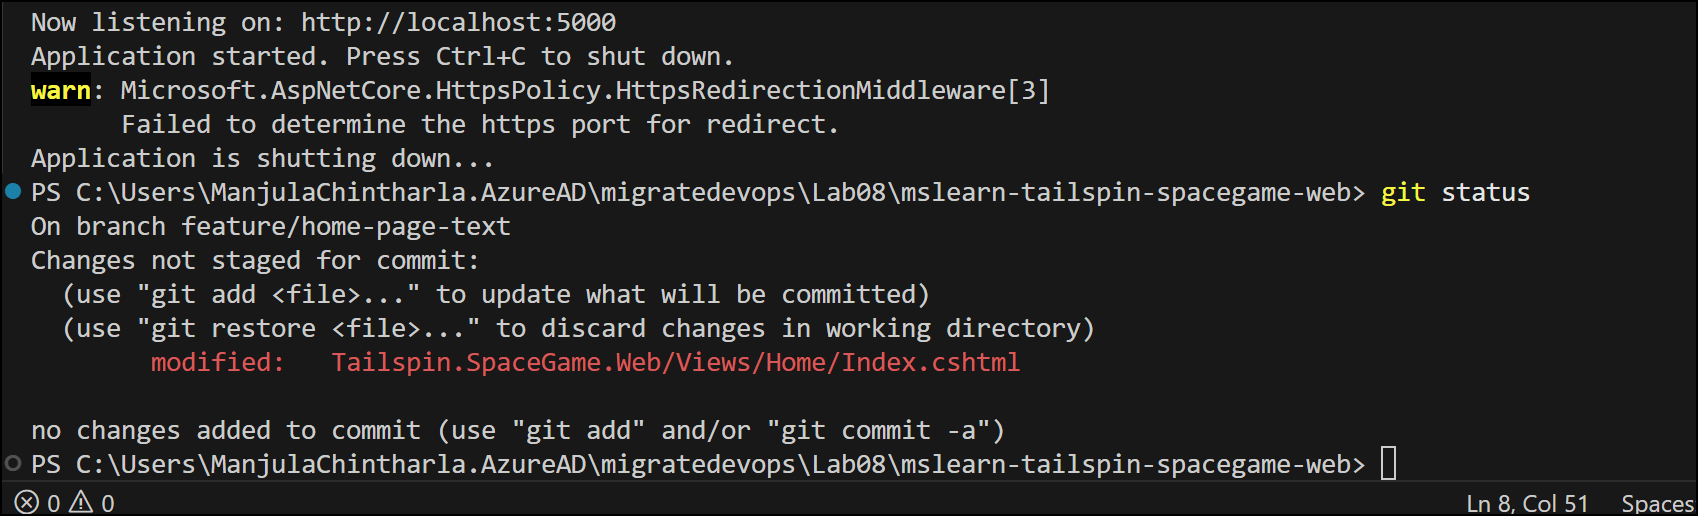 Now listening on: http://localhost:5000
Application started. Press Ctrl+C to shut down.
warn: Microsoft.AspNetCore.HttpsPolicy.HttpsRedirectionMiddleware[3]
      Failed to determine the https port for redirect.
Application is shutting down...
PS C:\Users\ManjulaChintharla.AzureAD\migratedevops\Lab08\mslearn-tailspin-spacegame-web> git status
On branch feature/home-page-text
Changes not staged for commit:
  (use "git add <file>..." to update what will be committed)
  (use "git restore <file>..." to discard changes in working directory)
        modified:   Tailspin.SpaceGame.Web/Views/Home/Index.cshtml

no changes added to commit (use "git add" and/or "git commit -a")
PS C:\Users\ManjulaChintharla.AzureAD\migratedevops\Lab08\mslearn-tailspin-spacegame-web>
0 0 Ln 8, Col 51 Spaces